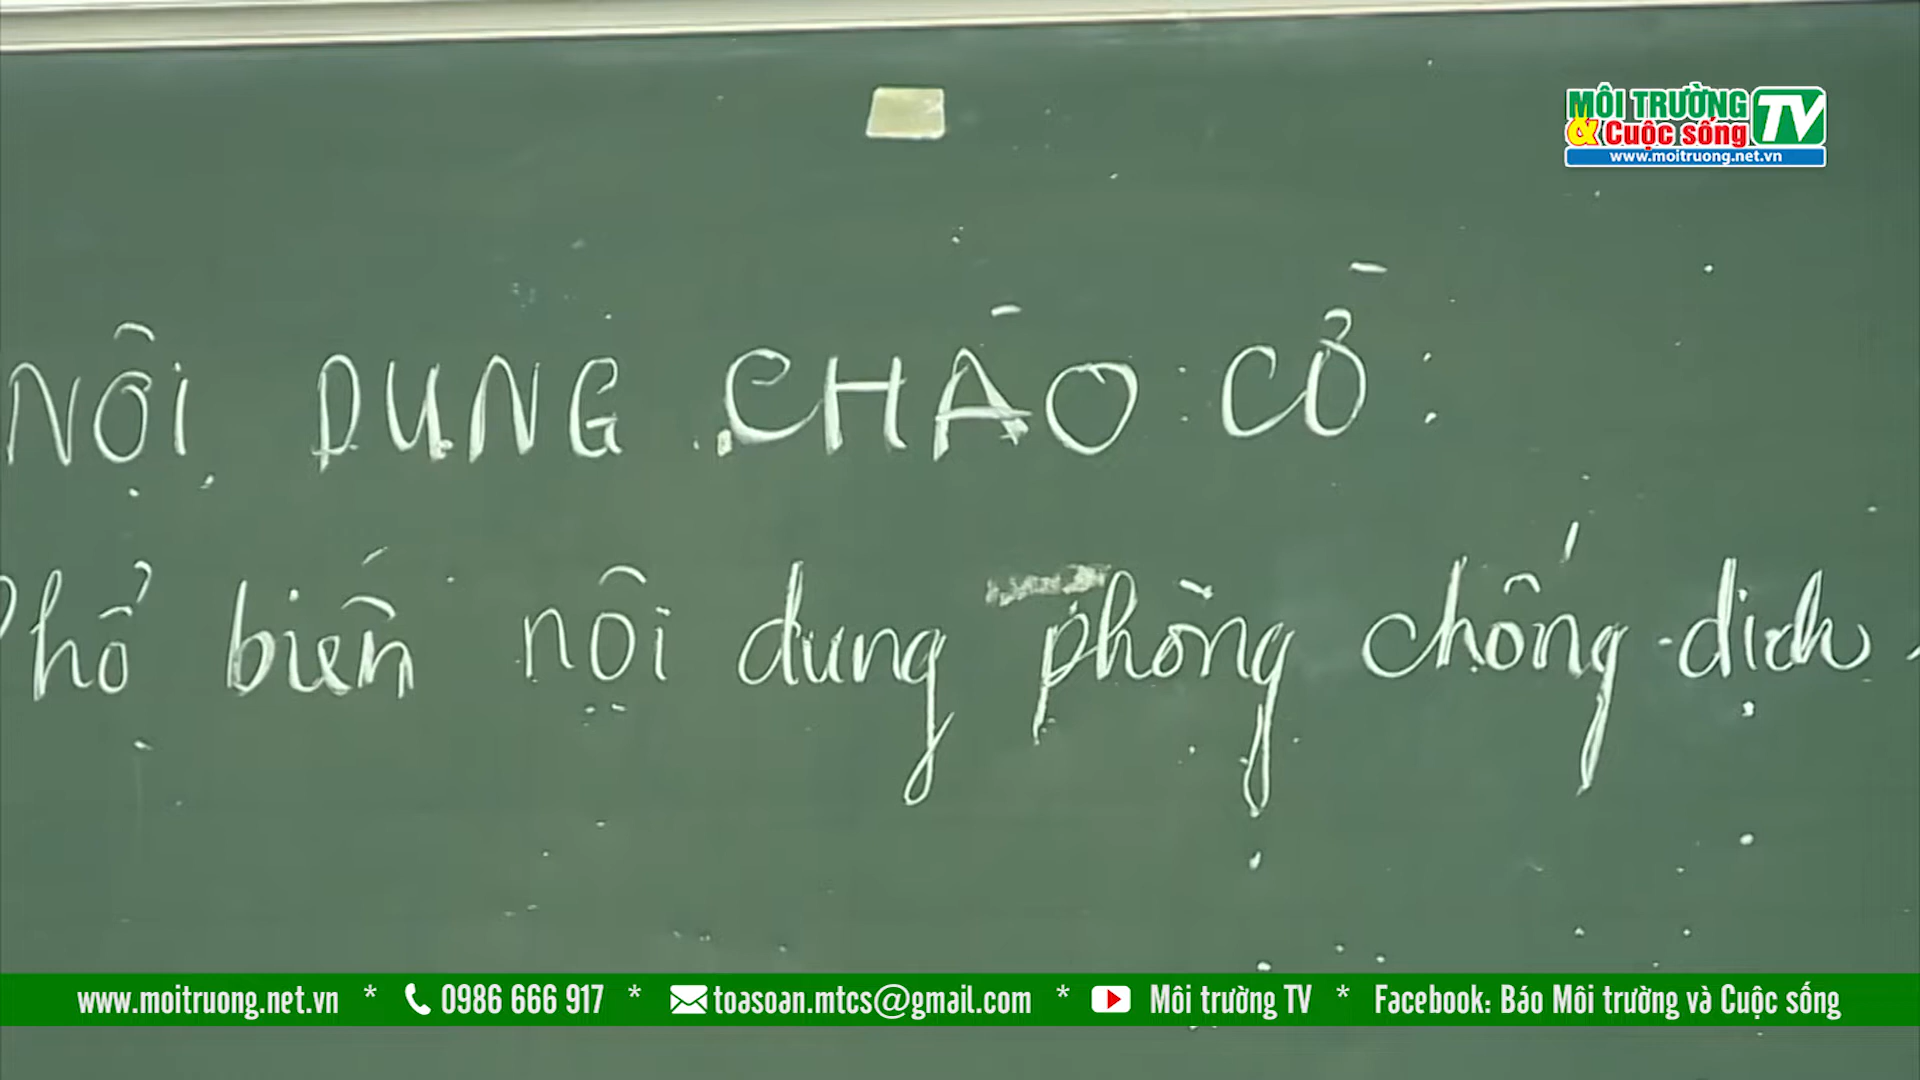 MÔI TRƯỜNG TV
& Cuộc sống
www.moitruong.net.vn
NỘI DUNG CHÀO CỜ:
Phổ biến nội dung phòng chống dịch.
www.moitruong.net.vn * 0986 666 917 * toasoan.mtcs@gmail.com * Môi trường TV * Facebook: Báo Môi trường và Cuộc sống